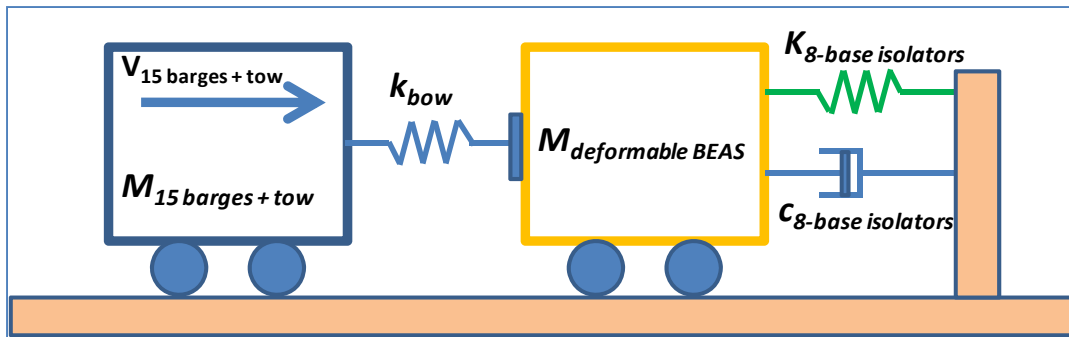 V15 barges + tow
kbow
M15 barges + tow
Mdeformable BEAS
K8-base isolators
c8-base isolators